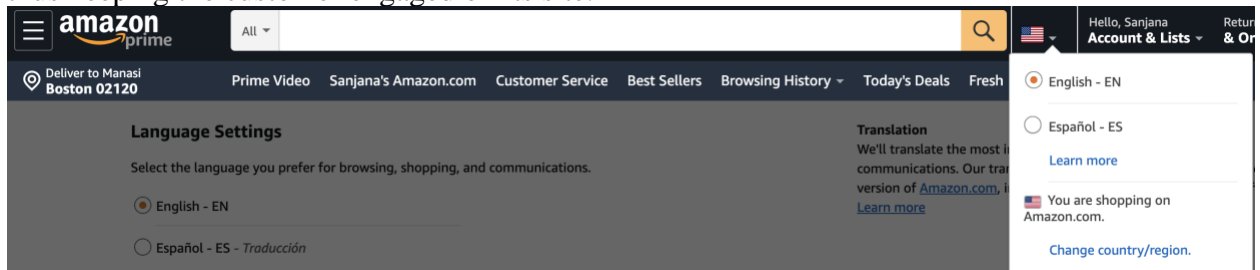 amazon
prime
All
Hello, Sanjana
Account & Lists
Deliver to Manasi
Boston 02120
Prime Video
Sanjana's Amazon.com
Customer Service
Best Sellers
Browsing History
Today's Deals
Fresh
English - EN
Español - ES
Learn more
You are shopping on
Amazon.com.
Change country/region.
Language Settings
Select the language you prefer for browsing, shopping, and communications.
English - EN
Español - ES - Traducción
Translation
We'll translate the most
communications. Our
version of Amazon.com,
Learn more